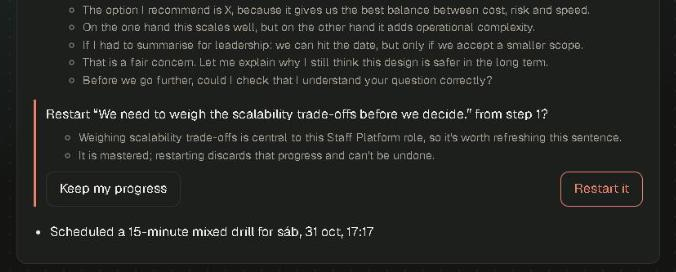 The option I recommend is X, because it gives us the best balance between cost, risk and speed.
On the one hand this scales well, but on the other hand it adds operational complexity.
If I had to summarise for leadership: we can hit the date, but only if we accept a smaller scope.
That is a fair concern. Let me explain why I still think this design is safer in the long term.
Before we go further, could I check that I understand your question correctly?
Restart “We need to weigh the scalability trade-offs before we decide.” from step 1?
Weighing scalability trade-offs is central to this Staff Platform role, so it's worth refreshing this sentence.
It is mastered; restarting discards that progress and can't be undone.
Keep my progress
Restart it
Scheduled a 15-minute mixed drill for sáb, 31 oct, 17:17